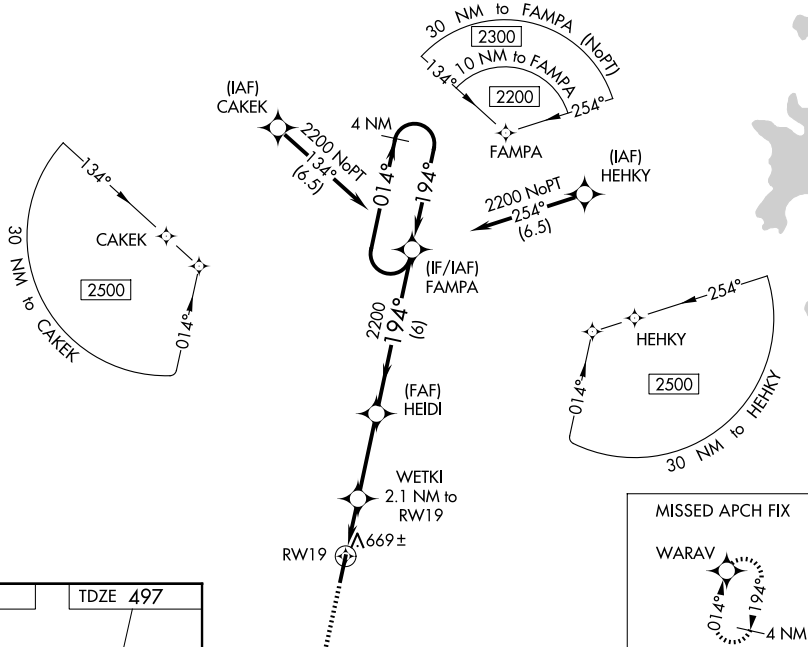 30 NM to FAMPA (NoPT)
2300
10 NM to FAMPA
134°
2200
254°
FAMPA
(IAF)
CAKEK
4 NM
2200 NoPT
134°
(6.5)
014°
194°
(IAF)
HEHKY
2200 NoPT
254°
(6.5)
134°
CAKEK
2500
014°
30 NM to CAKEK
(IF/IAF)
FAMPA
2200
194°
(6)
254°
HEHKY
2500
014°
30 NM to HEHKY
(FAF)
HEIDI
WETKI
2.1 NM to
RW19
669 ±
RW19
MISSED APCH FIX
WARAV
014°
194°
4 NM
TDZE 497